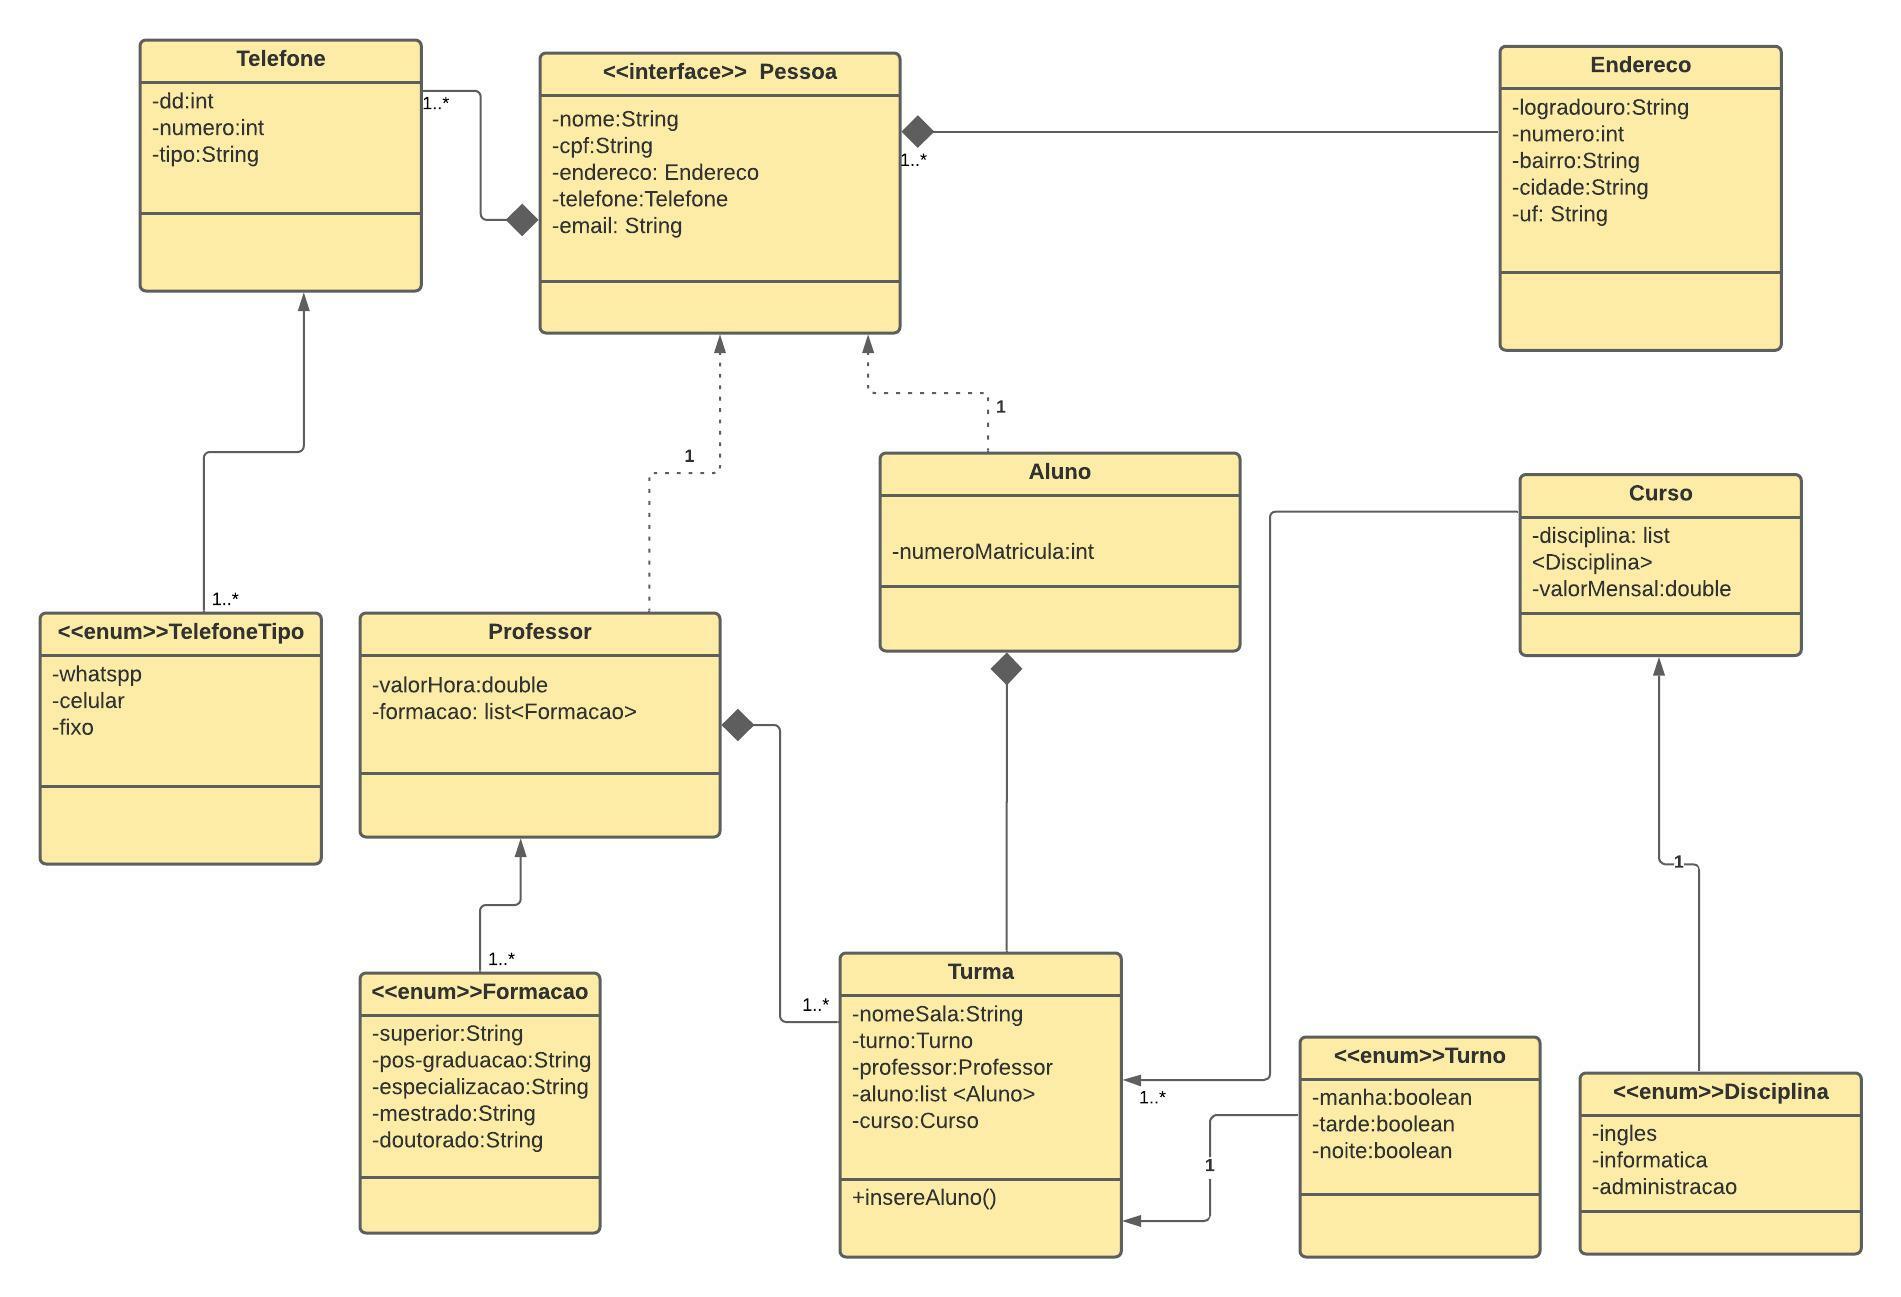 Telefone
-dd:int
-numero:int
-tipo:String
1..*
<<interface>> Pessoa
-nome:String
-cpf:String
-endereco: Endereco
-telefone:Telefone
-email: String
1..*
Endereco
-logradouro:String
-numero:int
-bairro:String
-cidade:String
-uf: String
1
1
Aluno
-numeroMatricula:int
Curso
-disciplina: list
<Disciplina>
-valorMensal:double
1..*
<<enum>>TelefoneTipo
-whatspp
-celular
-fixo
Professor
-valorHora:double
-formacao: list<Formacao>
1..*
<<enum>>Formacao
-superior:String
-pos-graduacao:String
-especializacao:String
-mestrado:String
-doutorado:String
1..*
Turma
-nomeSala:String
-turno:Turno
-professor:Professor
-aluno:list <Aluno>
-curso:Curso
+insereAluno()
1..*
1
<<enum>>Turno
-manha:boolean
-tarde:boolean
-noite:boolean
1
<<enum>>Disciplina
-ingles
-informatica
-administracao